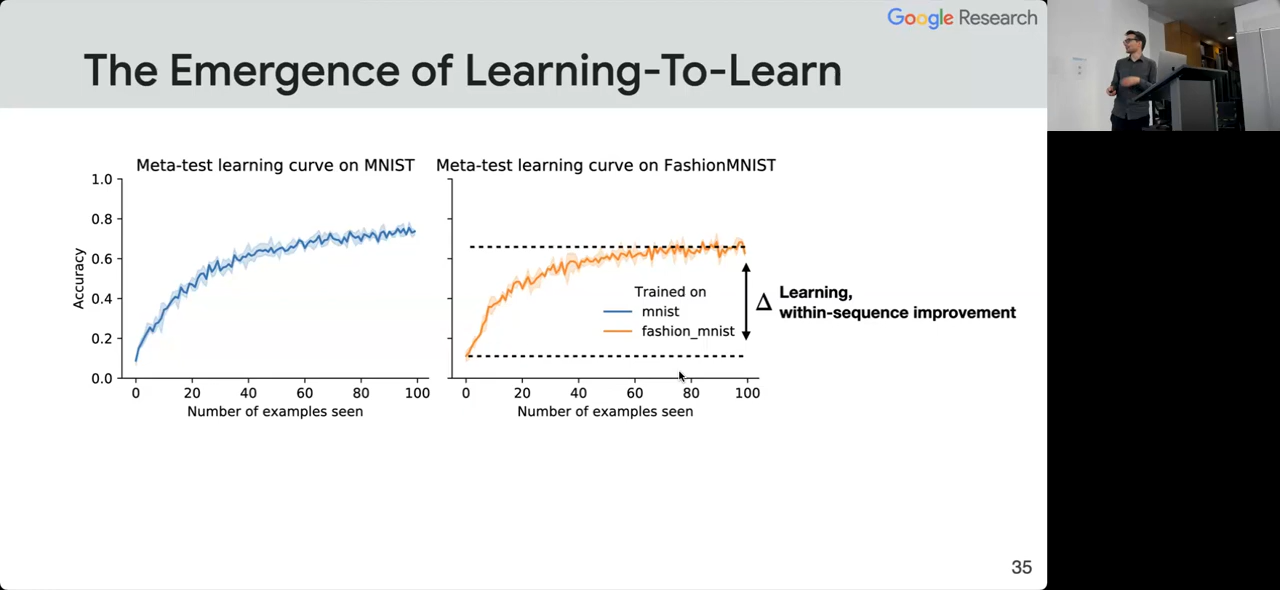 Google Research
The Emergence of Learning-To-Learn
Meta-test learning curve on MNIST
Accuracy
1.0
0.8
0.6
0.4
0.2
0.0
0 20 40 60 80 100
Number of examples seen
Meta-test learning curve on FashionMNIST
Trained on
mnist
fashion_mnist
0 20 40 60 80 100
Number of examples seen
Δ Learning,
within-sequence improvement
35